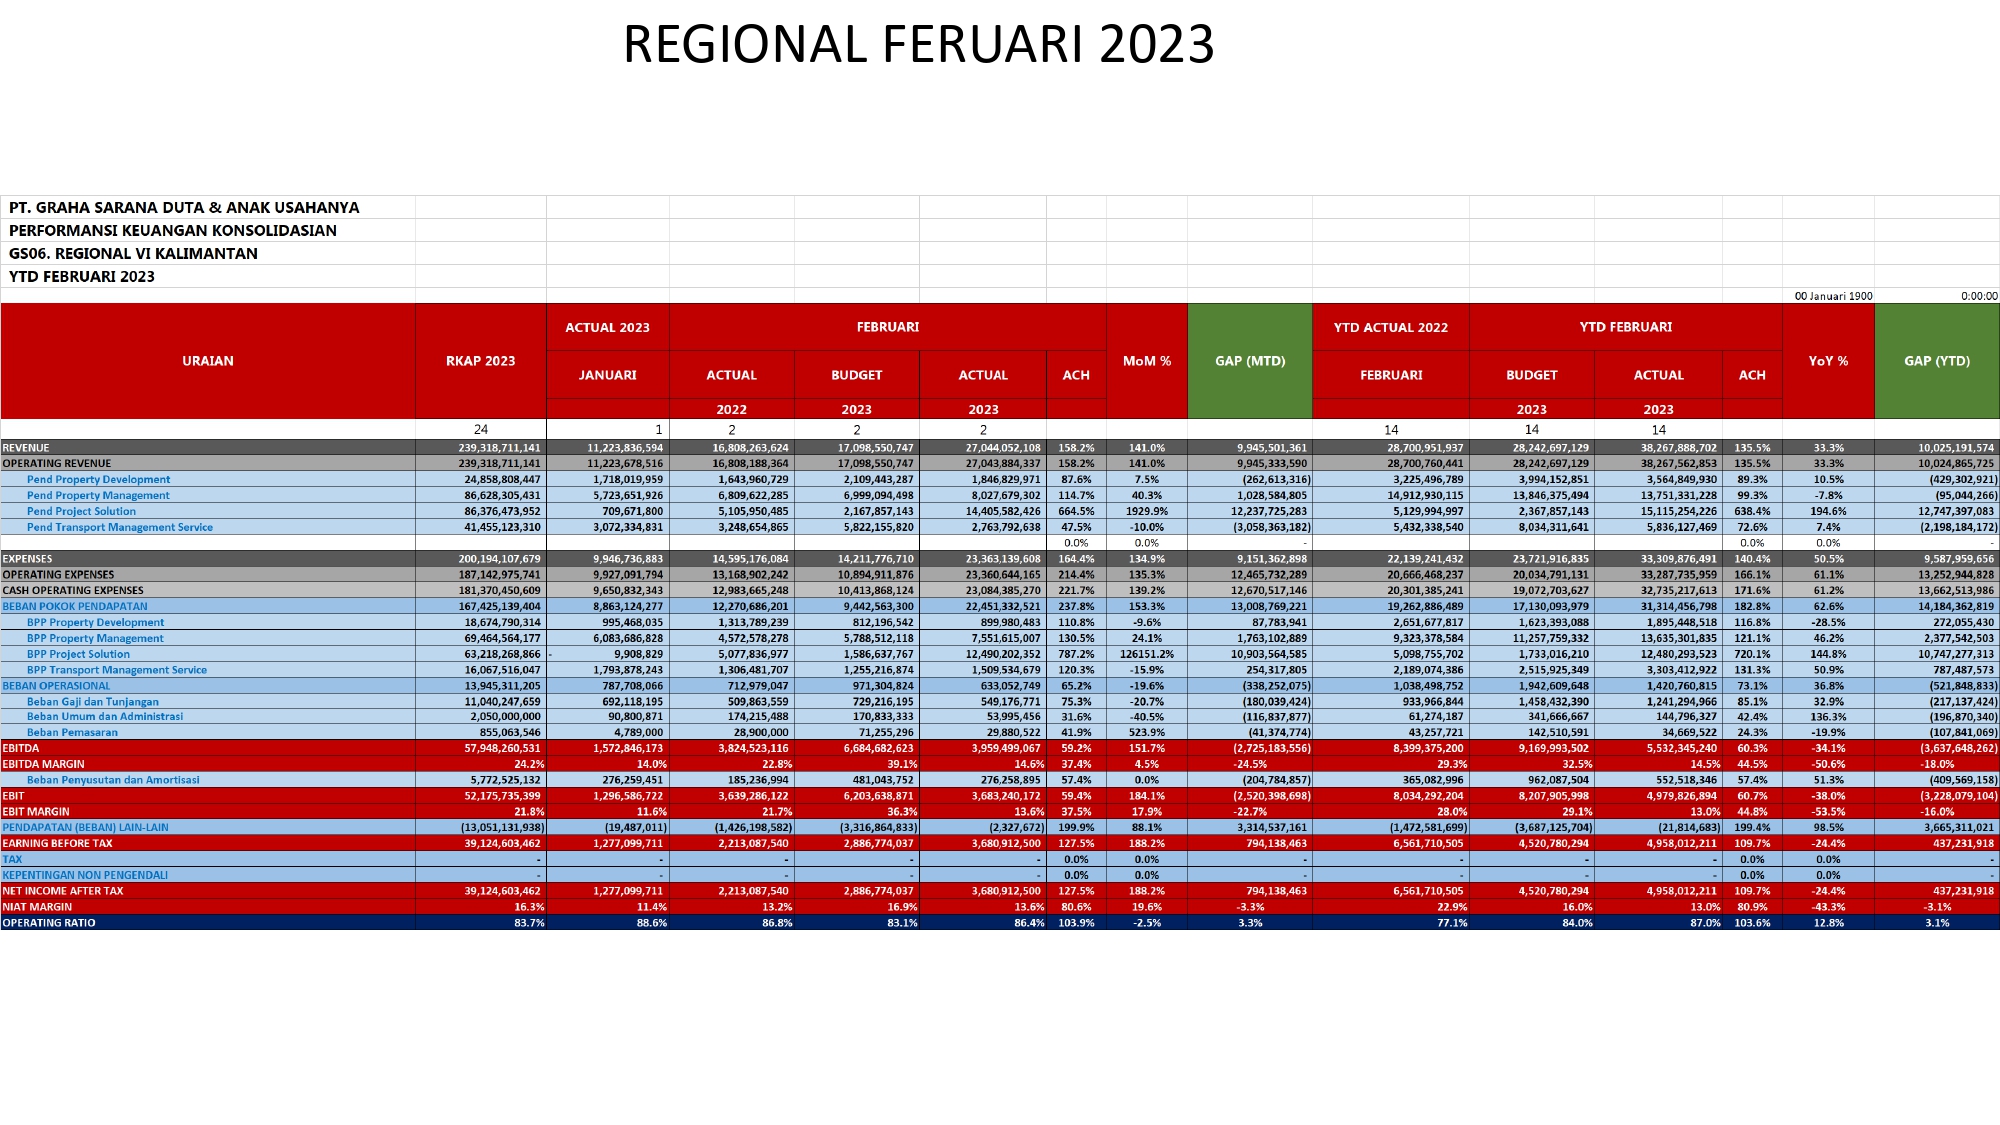 REGIONAL FERUARI 2023
PT. GRAHA SARANA DUTA & ANAK USAHANYA
PERFORMANSI KEUANGAN KONSOLIDASIAN
GS06. REGIONAL VI KALIMANTAN
YTD FEBRUARI 2023
00 Januari 1900 0:00:00
ACTUAL 2023 FEBRUARI YTD ACTUAL 2022 YTD FEBRUARI
URAIAN RKAP 2023 MoM % GAP (MTD) YoY % GAP (YTD)
JANUARI ACTUAL BUDGET ACTUAL ACH FEBRUARI BUDGET ACTUAL ACH
2022 2023 2023 2023 2023
24 1 2 2 2 14 14 14
REVENUE 239,318,711,141 11,223,836,594 16,808,263,624 17,098,550,747 27,044,052,108 158.2% 141.0% 9,945,501,361 28,700,951,937 28,242,697,129 38,267,888,702 135.5% 33.3% 10,025,191,574
OPERATING REVENUE 239,318,711,141 11,223,678,516 16,808,188,364 17,098,550,747 27,043,884,337 158.2% 141.0% 9,945,333,590 28,700,760,441 28,242,697,129 38,267,562,853 135.5% 33.3% 10,024,865,725
Pend Property Development 24,858,808,447 1,718,019,959 1,643,960,729 2,109,443,287 1,846,829,971 87.6% 7.5% (262,613,316) 3,225,496,789 3,994,152,851 3,564,849,930 89.3% 10.5% (429,302,921)
Pend Property Management 86,628,305,431 5,723,651,926 6,809,622,285 6,999,094,498 8,027,679,302 114.7% 40.3% 1,028,584,805 14,912,930,115 13,846,375,494 13,751,331,228 99.3% -7.8% (95,044,266)
Pend Project Solution 86,376,473,952 709,671,800 5,105,950,485 2,167,857,143 14,405,582,426 664.5% 1929.9% 12,237,725,283 5,129,994,997 2,367,857,143 15,115,254,226 638.4% 194.6% 12,747,397,083
Pend Transport Management Service 41,455,123,310 3,072,334,831 3,248,654,865 5,822,155,820 2,763,792,638 47.5% -10.0% (3,058,363,182) 5,432,338,540 8,034,311,641 5,836,127,469 72.6% 7.4% (2,198,184,172)
0.0% 0.0% - 0.0% 0.0% -
EXPENSES 200,194,107,679 9,946,736,883 14,595,176,084 14,211,776,710 23,363,139,608 164.4% 134.9% 9,151,362,898 22,139,241,432 23,721,916,835 33,309,876,491 140.4% 50.5% 9,587,959,656
OPERATING EXPENSES 187,142,975,741 9,927,091,794 13,168,902,242 10,894,911,876 23,360,644,165 214.4% 135.3% 12,465,732,289 20,666,468,237 20,034,791,131 33,287,735,959 166.1% 61.1% 13,252,944,828
CASH OPERATING EXPENSES 181,370,450,609 9,650,832,343 12,983,665,248 10,413,868,124 23,084,385,270 221.7% 139.2% 12,670,517,146 20,301,385,241 19,072,703,627 32,735,217,613 171.6% 61.2% 13,662,513,986
BEBAN POKOK PENDAPATAN 167,425,139,404 8,863,124,277 12,270,686,201 9,442,563,300 22,451,332,521 237.8% 153.3% 13,008,769,221 19,262,886,489 17,130,093,979 31,314,456,798 182.8% 62.6% 14,184,362,819
BPP Property Development 18,674,790,314 995,468,035 1,313,789,239 812,196,542 899,980,483 110.8% -9.6% 87,783,941 2,651,677,817 1,623,393,088 1,895,448,518 116.8% -28.5% 272,055,430
BPP Property Management 69,464,564,177 6,083,686,828 4,572,578,278 5,788,512,118 7,551,615,007 130.5% 24.1% 1,763,102,889 9,323,378,584 11,257,759,332 13,635,301,835 121.1% 46.2% 2,377,542,503
BPP Project Solution 63,218,268,866 - 9,908,829 5,077,836,977 1,586,637,767 12,490,202,352 787.2% 126151.2% 10,903,564,585 5,098,755,702 1,733,016,210 12,480,293,523 720.1% 144.8% 10,747,277,313
BPP Transport Management Service 16,067,516,047 1,793,878,243 1,306,481,707 1,255,216,874 1,509,534,679 120.3% -15.9% 254,317,805 2,189,074,386 2,515,925,349 3,303,412,922 131.3% 50.9% 787,487,573
BEBAN OPERASIONAL 13,945,311,205 787,708,066 712,979,047 971,304,824 633,052,749 65.2% -19.6% (338,252,075) 1,038,498,752 1,942,609,648 1,420,760,815 73.1% 36.8% (521,848,833)
Beban Gaji dan Tunjangan 11,040,247,659 692,118,195 509,863,559 729,216,195 549,176,771 75.3% -20.7% (180,039,424) 933,966,844 1,458,432,390 1,241,294,966 85.1% 32.9% (217,137,424)
Beban Umum dan Administrasi 2,050,000,000 90,800,871 174,215,488 170,833,333 53,995,456 31.6% -40.5% (116,837,877) 61,274,187 341,666,667 144,796,327 42.4% 136.3% (196,870,340)
Beban Pemasaran 855,063,546 4,789,000 28,900,000 71,255,296 29,880,522 41.9% 523.9% (41,374,774) 43,257,721 142,510,591 34,669,522 24.3% -19.9% (107,841,069)
EBITDA 57,948,260,531 1,572,846,173 3,824,523,116 6,684,682,623 3,959,499,067 59.2% 151.7% (2,725,183,556) 8,399,375,200 9,169,993,502 5,532,345,240 60.3% -34.1% (3,637,648,262)
EBITDA MARGIN 24.2% 14.0% 22.8% 39.1% 14.6% 37.4% 4.5% -24.5% 29.3% 32.5% 14.5% 44.5% -50.6% -18.0%
Beban Penyusutan dan Amortisasi 5,772,525,132 276,259,451 185,236,994 481,043,752 276,258,895 57.4% 0.0% (204,784,857) 365,082,996 962,087,504 552,518,346 57.4% 51.3% (409,569,158)
EBIT 52,175,735,399 1,296,586,722 3,639,286,122 6,203,638,871 3,683,240,172 59.4% 184.1% (2,520,398,698) 8,034,292,204 8,207,905,998 4,979,826,894 60.7% -38.0% (3,228,079,104)
EBIT MARGIN 21.8% 11.6% 21.7% 36.3% 13.6% 37.5% 17.9% -22.7% 28.0% 29.1% 13.0% 44.8% -53.5% -16.0%
PENDAPATAN (BEBAN) LAIN-LAIN (13,051,131,938) (19,487,011) (1,426,198,582) (3,316,864,833) (2,327,672) 199.9% 88.1% 3,314,537,161 (1,472,581,699) (3,687,125,704) (21,814,683) 199.4% 98.5% 3,665,311,021
EARNING BEFORE TAX 39,124,603,462 1,277,099,711 2,213,087,540 2,886,774,037 3,680,912,500 127.5% 188.2% 794,138,463 6,561,710,505 4,520,780,294 4,958,012,211 109.7% -24.4% 437,231,918
TAX - - - - - 0.0% 0.0% - - - - 0.0% 0.0% -
KEPENTINGAN NON PENGENDALI - - - - - 0.0% 0.0% - - - - 0.0% 0.0% -
NET INCOME AFTER TAX 39,124,603,462 1,277,099,711 2,213,087,540 2,886,774,037 3,680,912,500 127.5% 188.2% 794,138,463 6,561,710,505 4,520,780,294 4,958,012,211 109.7% -24.4% 437,231,918
NIAT MARGIN 16.3% 11.4% 13.2% 16.9% 13.6% 80.6% 19.6% -3.3% 22.9% 16.0% 13.0% 80.9% -43.3% -3.1%
OPERATING RATIO 83.7% 88.6% 86.8% 83.1% 86.4% 103.9% -2.5% 3.3% 77.1% 84.0% 87.0% 103.6% 12.8% 3.1%